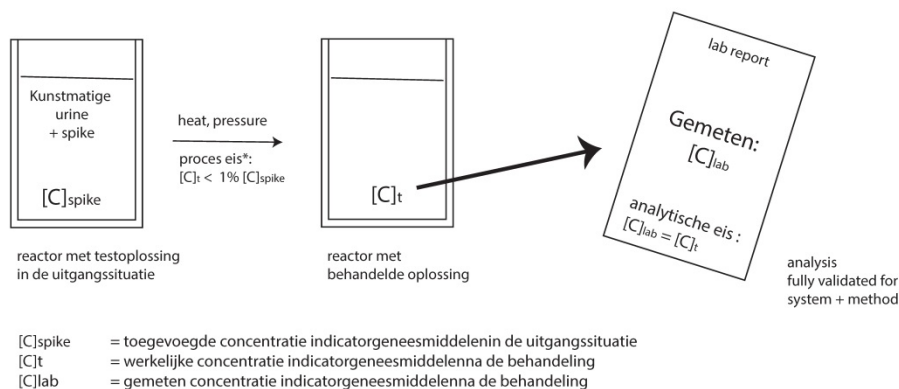 Kunstmatige
urine
+ spike
[C]spike
reactor met testoplossing
in de uitgangssituatie
heat, pressure
proces eis*:
[C]t < 1% [C]spike
[C]t
reactor met
behandelde oplossing
lab report
Gemeten:
[C]lab
analytische eis :
[C]lab = [C]t
analysis
fully validated for
system + method
[C]spike = toegevoegde concentratie indicatorgeneesmiddelenin de uitgangssituatie
[C]t = werkelijke concentratie indicatorgeneesmiddelenna de behandeling
[C]lab = gemeten concentratie indicatorgeneesmiddelenna de behandeling